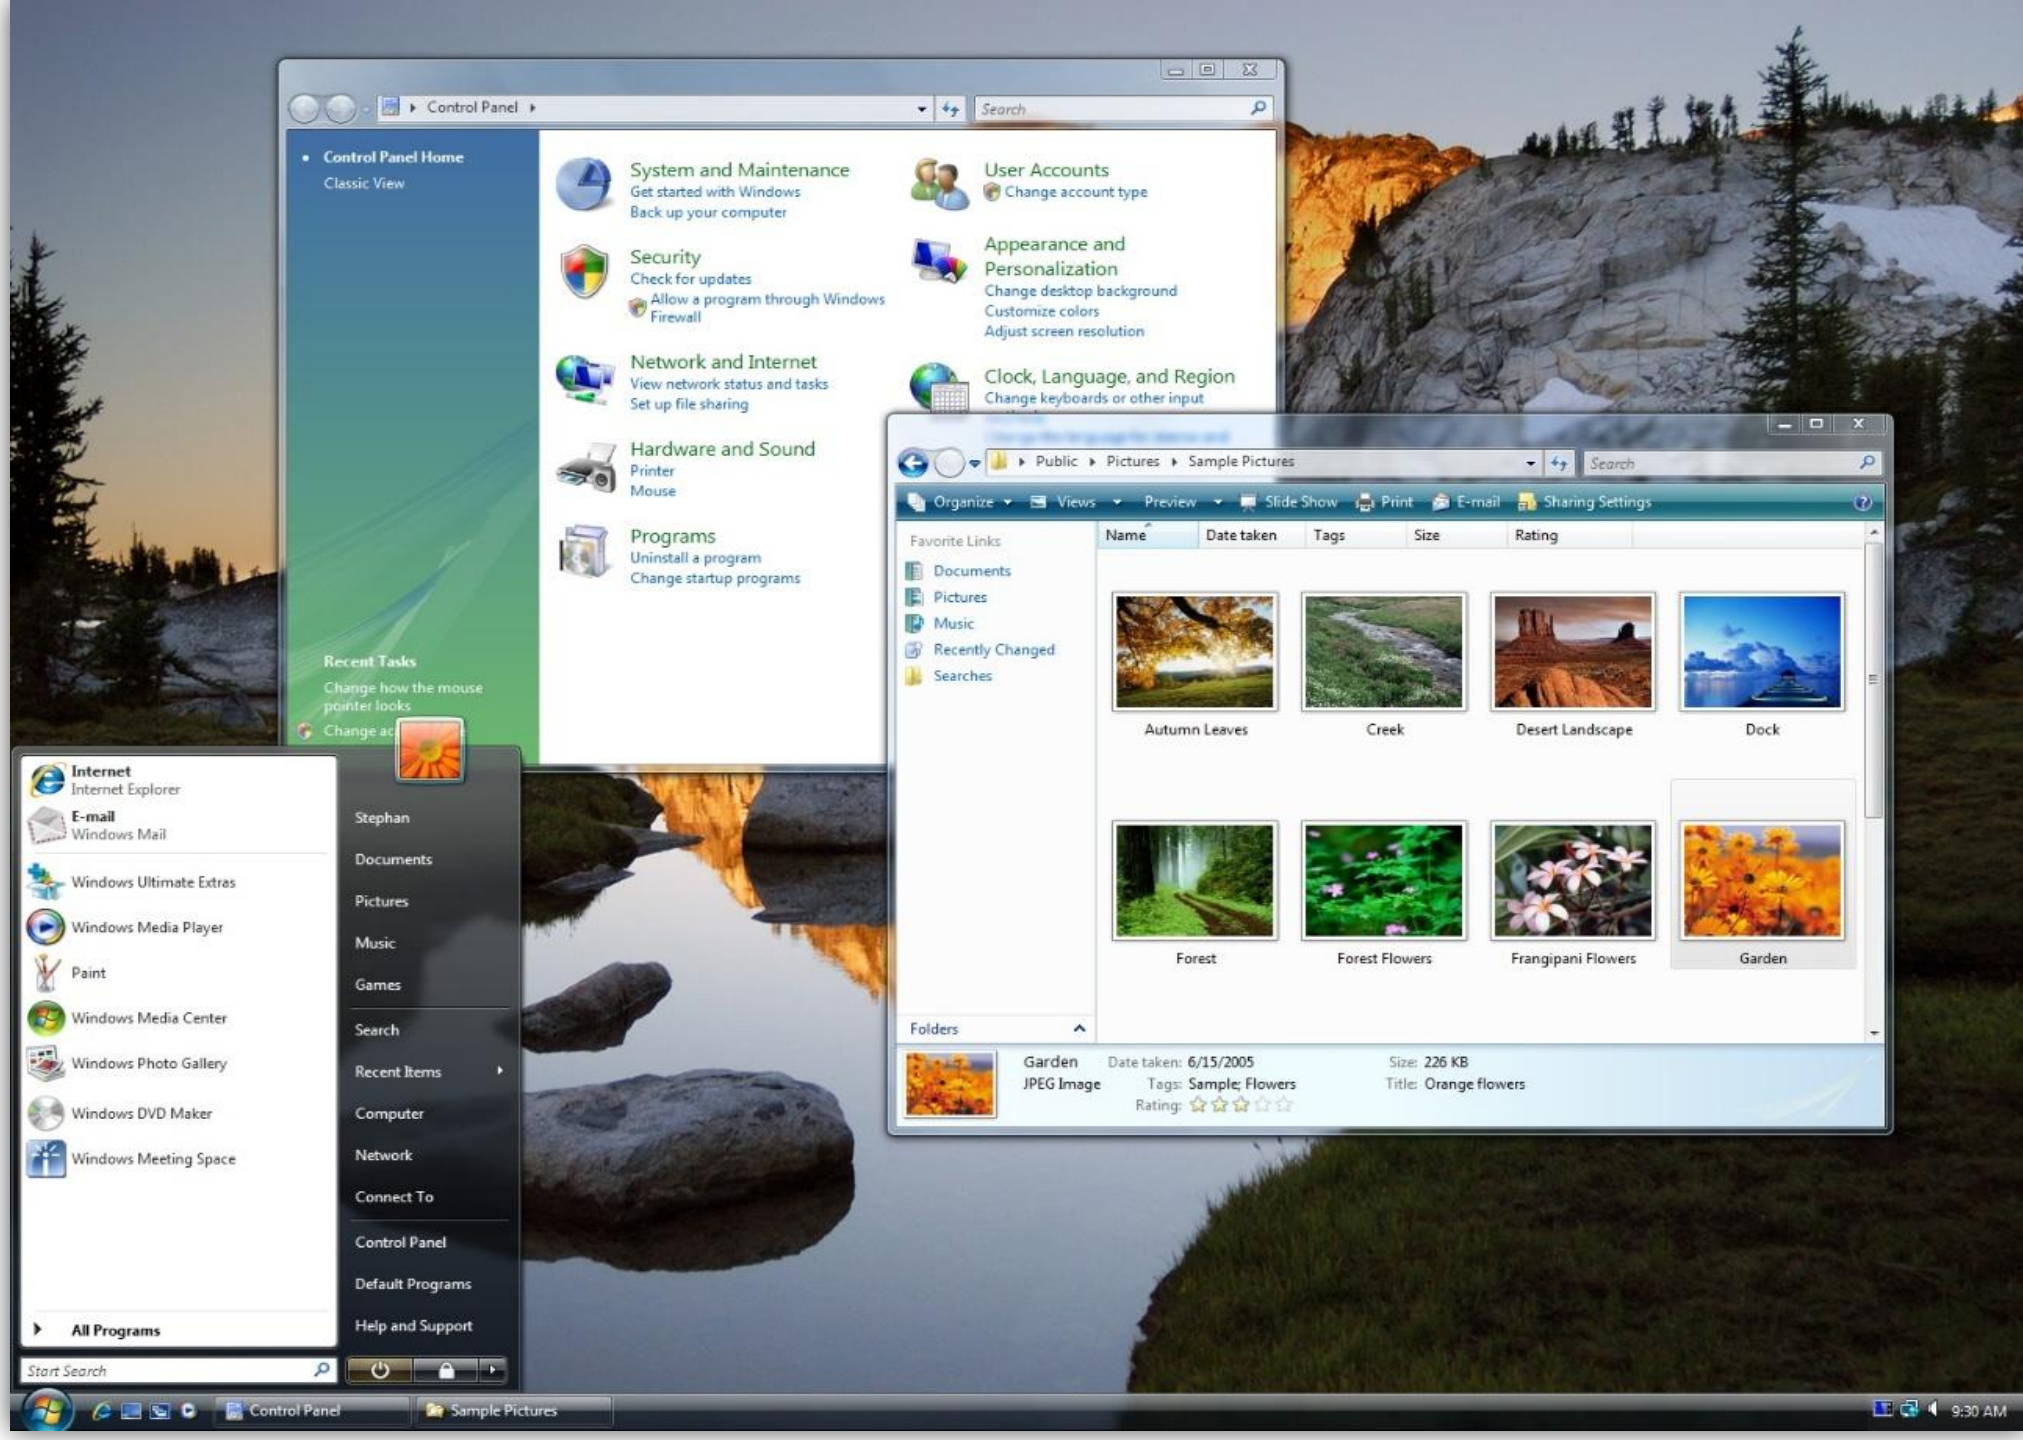 Control Panel
Search
Control Panel Home
Classic View
System and Maintenance
Get started with Windows
Back up your computer
Security
Check for updates
Allow a program through Windows
Firewall
Network and Internet
View network status and tasks
Set up file sharing
Hardware and Sound
Printer
Mouse
Programs
Uninstall a program
Change startup programs
User Accounts
Change account type
Appearance and
Personalization
Change desktop background
Customize colors
Adjust screen resolution
Clock, Language, and Region
Change keyboards or other input
Recent Tasks
Change how the mouse
pointer looks
Change
Public Pictures Sample Pictures
Search
Organize Views Preview Slide Show Print E-mail Sharing Settings
Favorite Links
Documents
Pictures
Music
Recently Changed
Searches
Folders
Name Date taken Tags Size Rating
Autumn Leaves Creek Desert Landscape Dock
Forest Forest Flowers Frangipani Flowers Garden
Garden Date taken: 6/15/2005 Size: 226 KB
JPEG Image Tags: Sample; Flowers Title: Orange flowers
Rating:
Internet
Internet Explorer
E-mail
Windows Mail
Windows Ultimate Extras
Windows Media Player
Paint
Windows Media Center
Windows Photo Gallery
Windows DVD Maker
Windows Meeting Space
All Programs
Start Search
Stephan
Documents
Pictures
Music
Games
Search
Recent Items
Computer
Network
Connect To
Control Panel
Default Programs
Help and Support
Control Panel Sample Pictures 9:30 AM